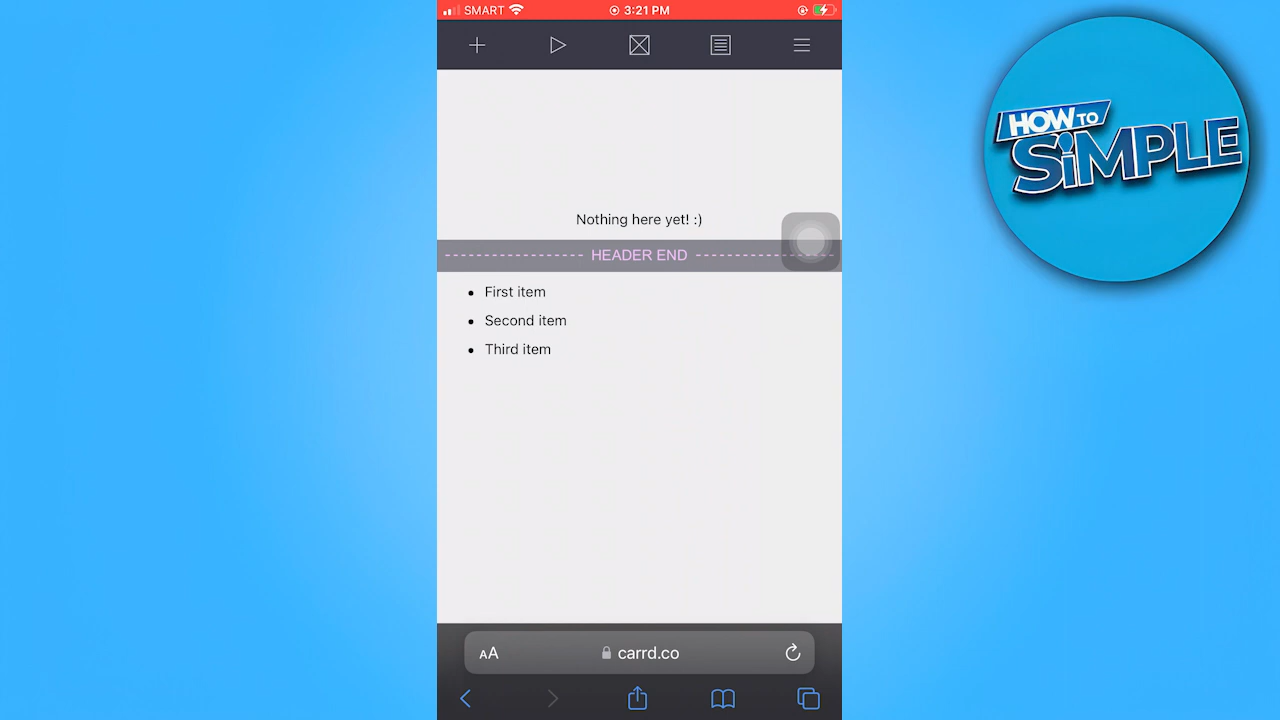 SMART 3:21 PM
Nothing here yet! :)
HEADER END
First item
Second item
Third item
AA carrd.co
HOW TO
SIMPLE